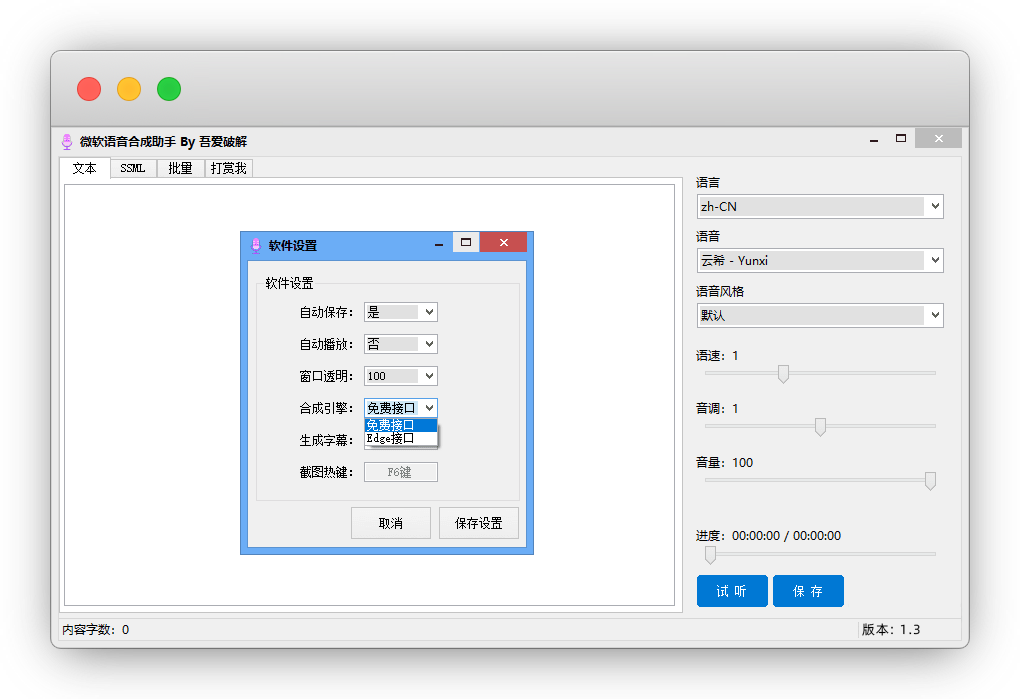 微软语音合成助手 By 吾爱破解
文本 SSML 批量 打赏我
软件设置
软件设置
自动保存： 是
自动播放： 否
窗口透明： 100
合成引擎： 免费接口
免费接口
Edge接口
生成字幕：
截图热键： F6键
取消 保存设置
语言
zh-CN
语音
云希 - Yunxi
语音风格
默认
语速：1
音调：1
音量：100
进度：00:00:00 / 00:00:00
试 听 保 存
内容字数：0
版本：1.3